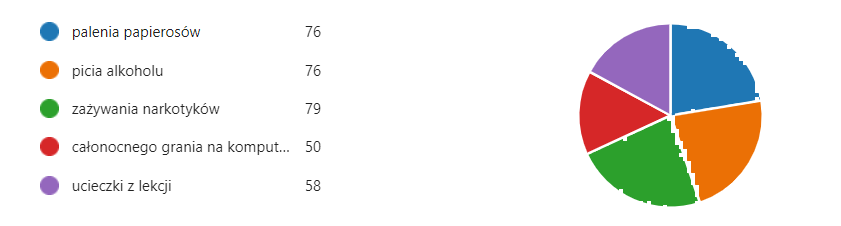 palenia papierosów 76
picia alkoholu 76
zażywania narkotyków 79
całonocnego grania na komput... 50
ucieczki z lekcji 58